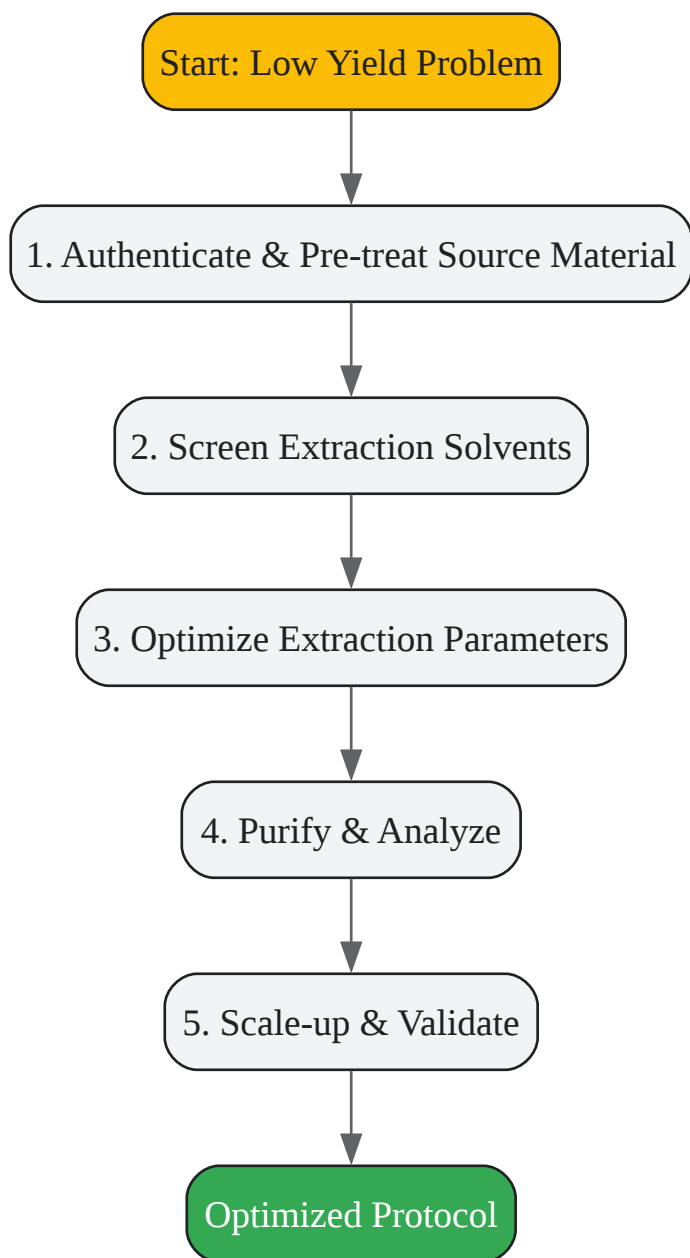 Start: Low Yield Problem
1. Authenticate & Pre-treat Source Material
2. Screen Extraction Solvents
3. Optimize Extraction Parameters
4. Purify & Analyze
5. Scale-up & Validate
Optimized Protocol